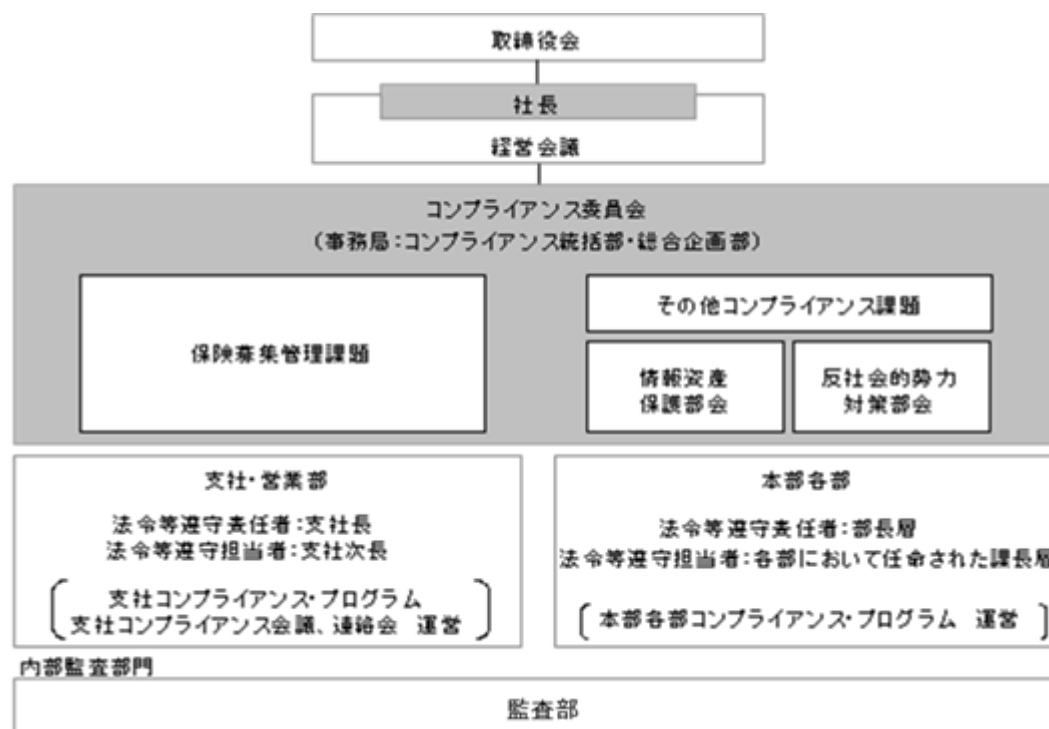 取締役会
社長
経営会議
コンプライアンス委員会
（事務局：コンプライアンス統括部・総合企画部）
保険募集管理課題
その他コンプライアンス課題
情報資産
保護部会
反社会的勢力
対策部会
支社・営業部
法令等遵守責任者：支社長
法令等遵守担当者：支社次長
支社コンプライアンス・プログラム
支社コンプライアンス会議、連絡会　運営
本部各部
法令等遵守責任者：部長層
法令等遵守担当者：各部において任命された課長層
本部各部コンプライアンス・プログラム　運営
内部監査部門
監査部